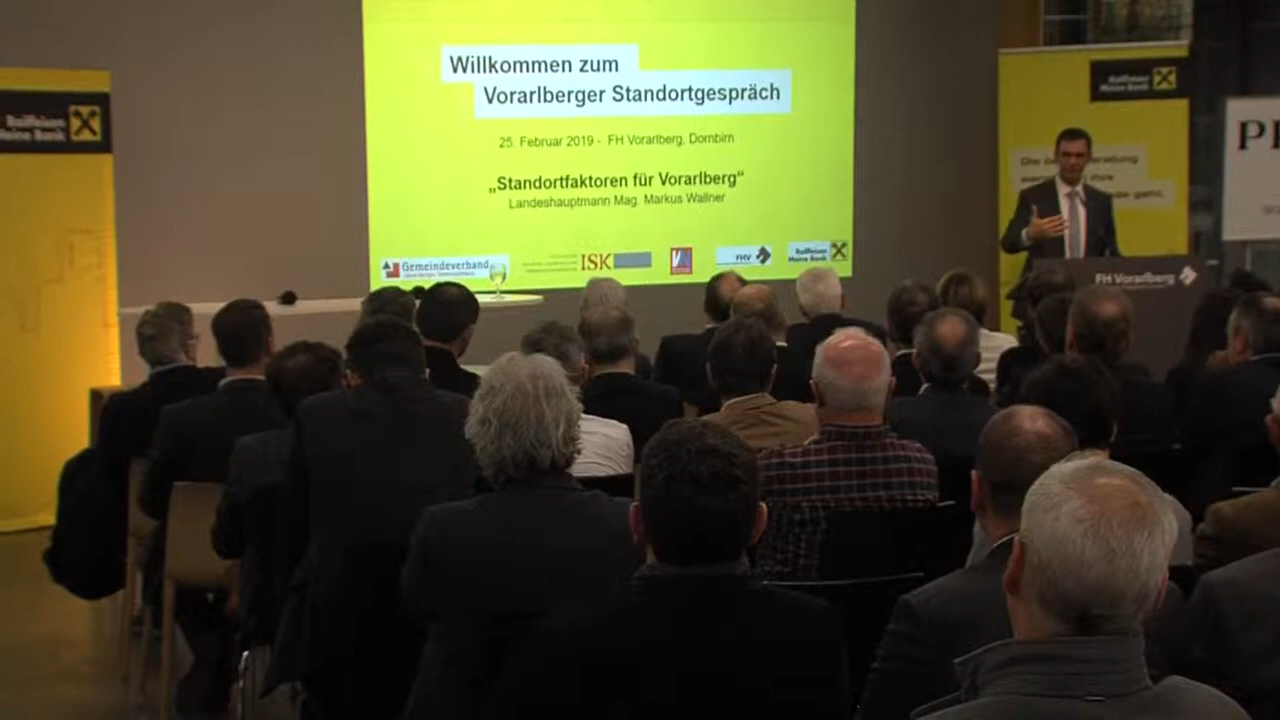 Willkommen zum
Vorarlberger Standortgespräch
25. Februar 2019 - FH Vorarlberg, Dornbirn
„Standortfaktoren für Vorarlberg“
Landeshauptmann Mag. Markus Wallner
Gemeindeverband
ISK
FHV
Raiffeisen
Meine Bank
Raiffeisen
Meine Bank
Raiffeisen
Meine Bank
geht.
FH Vorarlberg